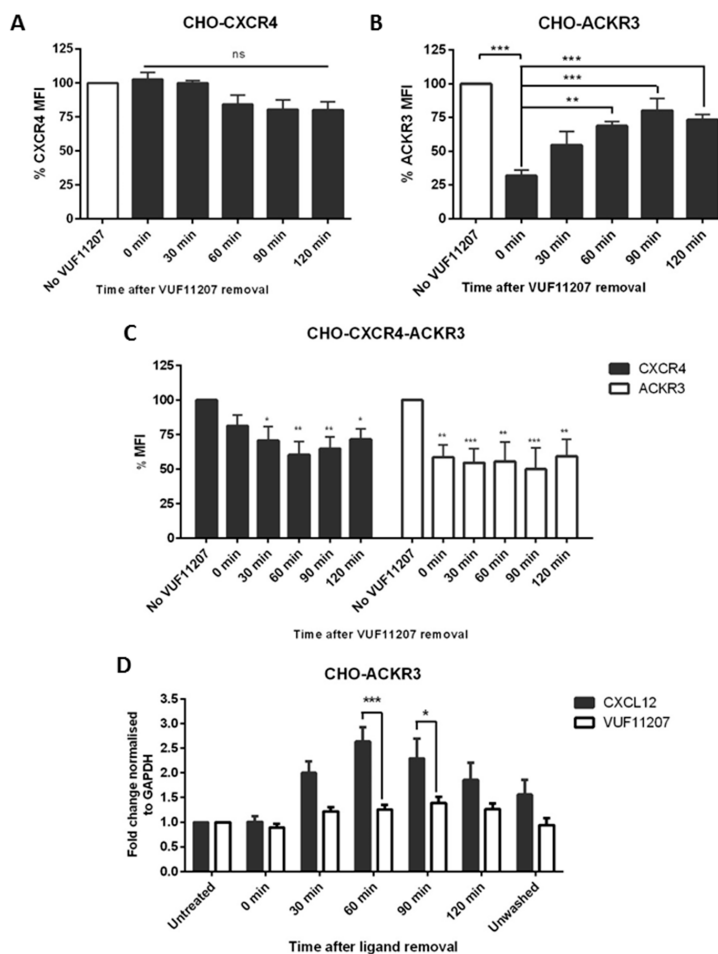 A
CHO-CXCR4
% CXCR4 MFI
125
100
75
50
25
0
ns
No VUF11207
0 min
30 min
60 min
90 min
120 min
Time after VUF11207 removal
B
CHO-ACKR3
% ACKR3 MFI
125
100
75
50
25
0
***
***
***
**
No VUF11207
0 min
30 min
60 min
90 min
120 min
Time after VUF11207 removal
C
CHO-CXCR4-ACKR3
CXCR4
ACKR3
% MFI
125
100
75
50
25
0
* ** ** * ** *** ** *** **
No VUF11207
0 min
30 min
60 min
90 min
120 min
No VUF11207
0 min
30 min
60 min
90 min
120 min
Time after VUF11207 removal
D
CHO-ACKR3
CXCL12
VUF11207
Fold change normalised
to GAPDH
3.5
3.0
2.5
2.0
1.5
1.0
0.5
0.0
***
*
Untreated
0 min
30 min
60 min
90 min
120 min
Unwashed
Time after ligand removal